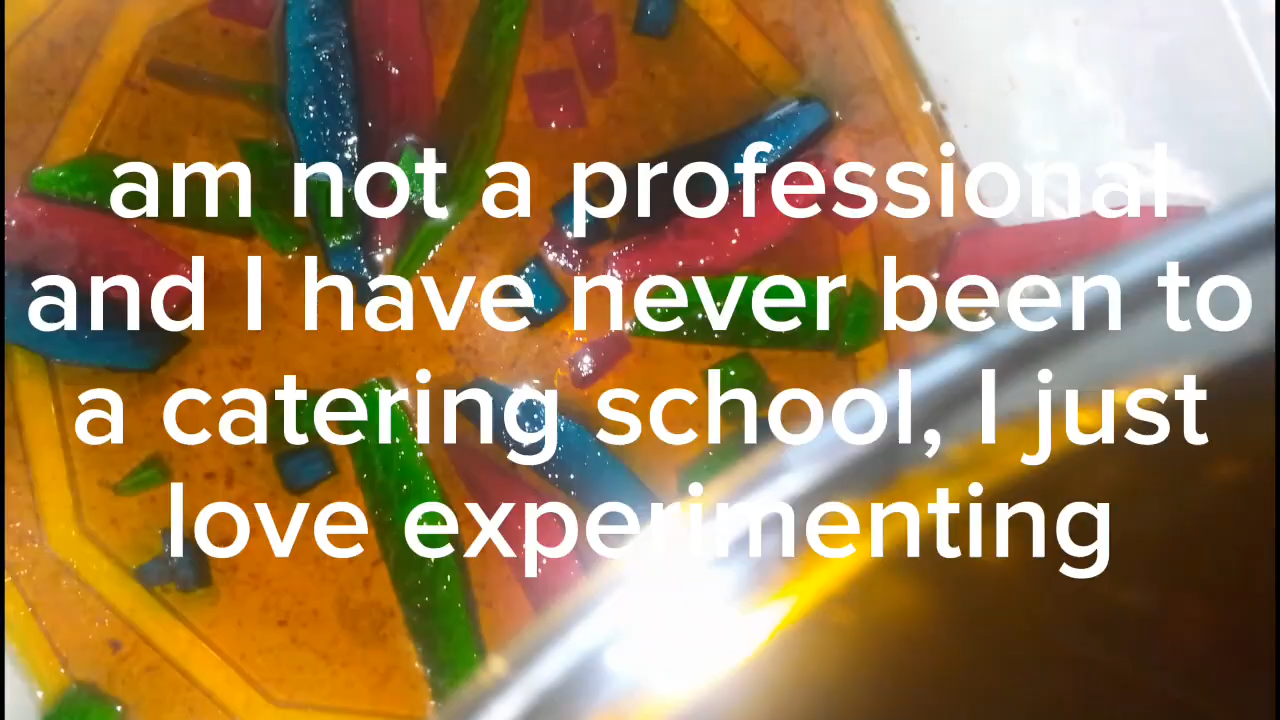 am not a professional
and I have never been to
a catering school, I just
love experimenting